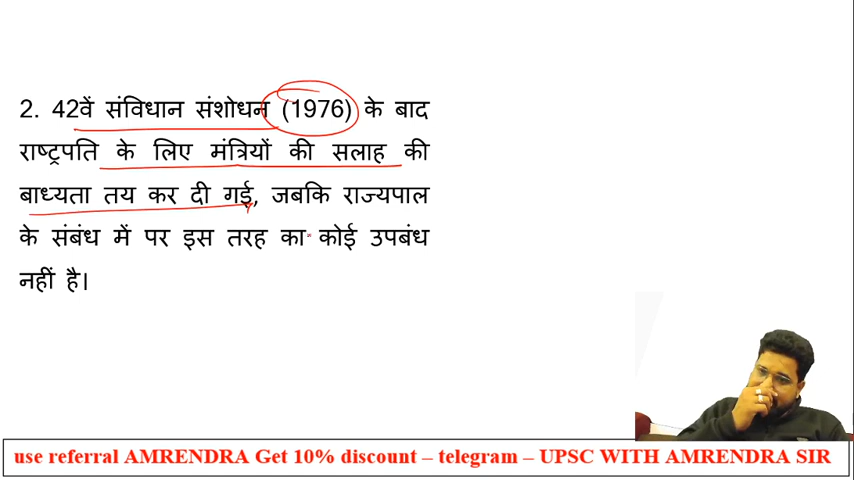 2. 42वें संविधान संशोधन (1976) के बाद
राष्ट्रपति के लिए मंत्रियों की सलाह की
बाध्यता तय कर दी गई, जबकि राज्यपाल
के संबंध में पर इस तरह का कोई उपबंध
नहीं है।
use referral AMRENDRA Get 10% discount – telegram – UPSC WITH AMRENDRA SIR